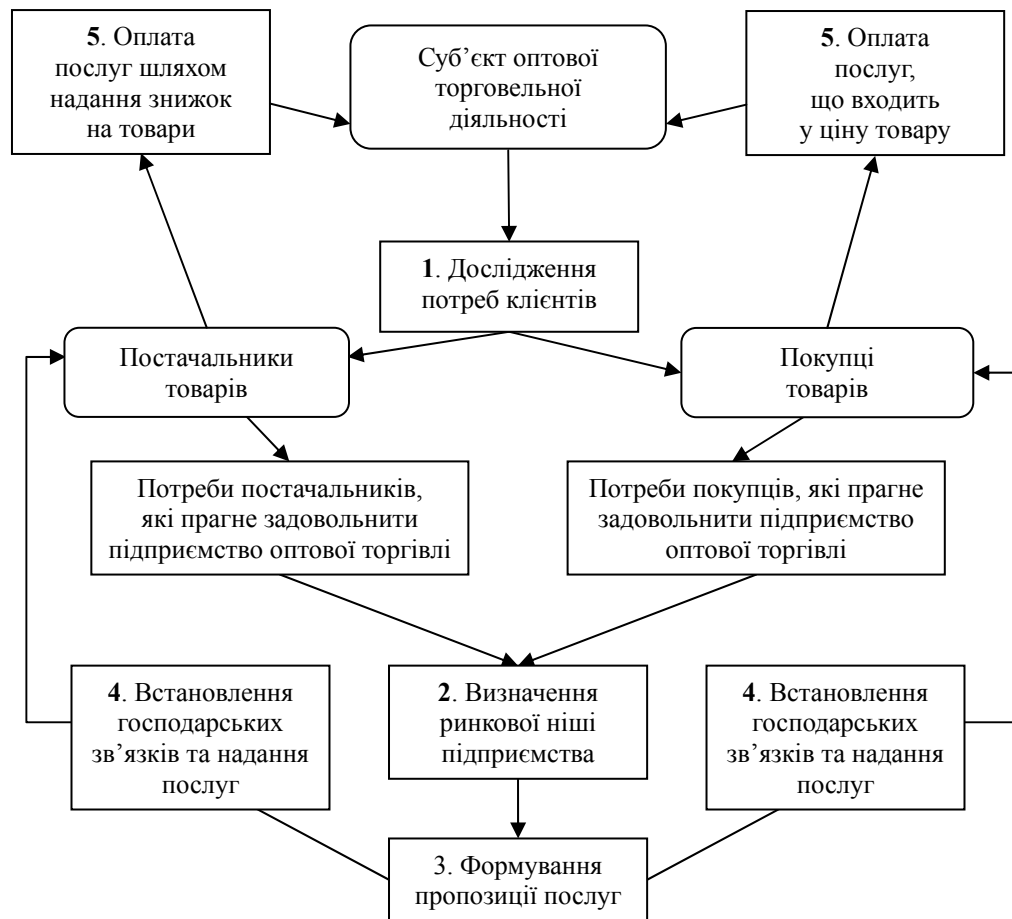 5. Оплата
послуг шляхом
надання знижок
на товари
Суб’єкт оптової
торговельної
діяльності
5. Оплата
послуг,
що входить
у ціну товару
1. Дослідження
потреб клієнтів
Постачальники
товарів
Покупці
товарів
Потреби постачальників,
які прагне задовольнити
підприємство оптової торгівлі
Потреби покупців, які прагне
задовольнити підприємство
оптової торгівлі
4. Встановлення
господарських
зв’язків та надання
послуг
2. Визначення
ринкової ніші
підприємства
4. Встановлення
господарських
зв’язків та надання
послуг
3. Формування
пропозиції послуг